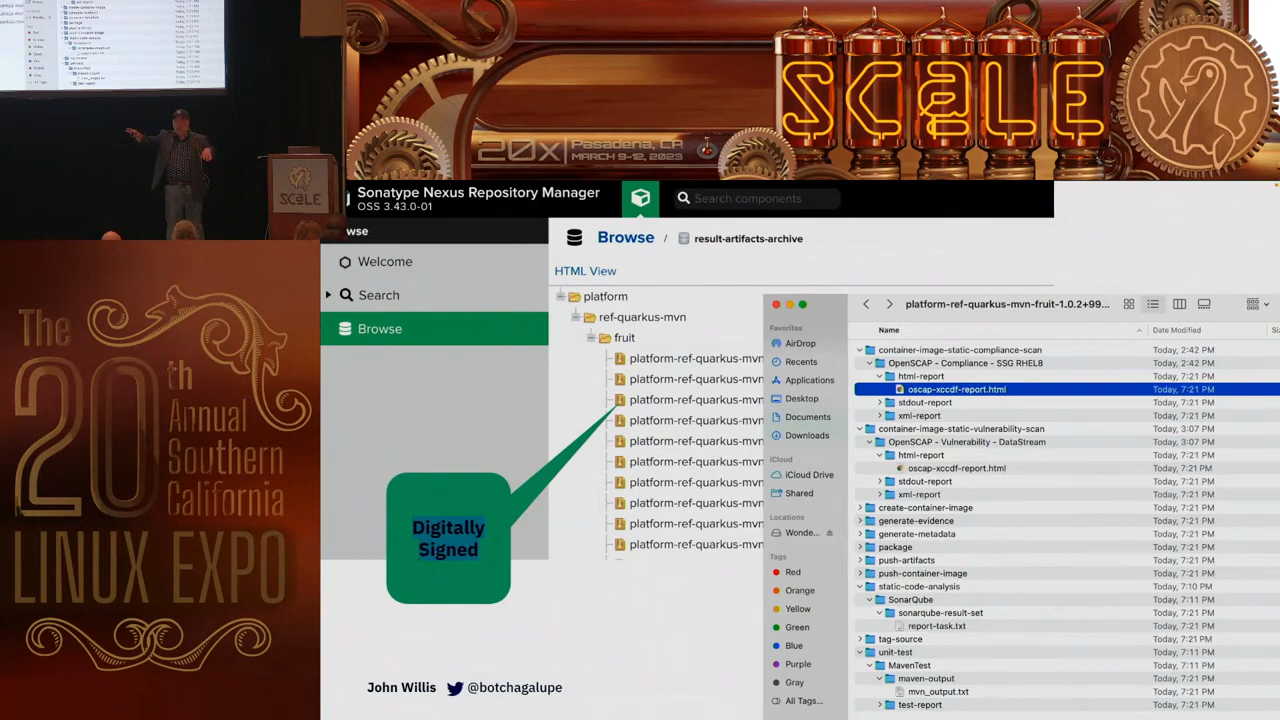 SCALE
20x
Pasadena, CA
MARCH 9-12, 2023
SCALE
The
20th
Annual
Southern
California
LINUX EXPO
Sonatype Nexus Repository Manager
OSS 3.43.0-01
Search components
wse
Welcome
Search
Browse
Browse / result-artifacts-archive
HTML View
platform
ref-quarkus-mvn
fruit
platform-ref-quarkus-mvn
platform-ref-quarkus-mvn
platform-ref-quarkus-mvn
platform-ref-quarkus-mvn
platform-ref-quarkus-mvn
platform-ref-quarkus-mvn
platform-ref-quarkus-mvn
platform-ref-quarkus-mvn
platform-ref-quarkus-mvn
platform-ref-quarkus-mvn
Digitally
Signed
John Willis @botchagalupe
Favorites
AirDrop
Recents
Applications
Desktop
Documents
Downloads
iCloud
iCloud Drive
Shared
Locations
Wonde...
Tags
Red
Orange
Yellow
Green
Blue
Purple
Gray
All Tags...
platform-ref-quarkus-mvn-fruit-1.0.2+99...
Name Date Modified Si
container-image-static-compliance-scan Today, 2:42 PM
OpenSCAP - Compliance - SSG RHEL8 Today, 2:42 PM
html-report Today, 7:21 PM
oscap-xccdf-report.html Today, 7:21 PM
stdout-report Today, 7:21 PM
xml-report Today, 7:21 PM
container-image-static-vulnerability-scan Today, 3:07 PM
OpenSCAP - Vulnerability - DataStream Today, 3:07 PM
html-report Today, 7:21 PM
oscap-xccdf-report.html Today, 7:21 PM
stdout-report Today, 7:21 PM
xml-report Today, 7:21 PM
create-container-image Today, 7:21 PM
generate-evidence Today, 7:21 PM
generate-metadata Today, 7:21 PM
package Today, 7:21 PM
push-artifacts Today, 7:21 PM
push-container-image Today, 7:21 PM
static-code-analysis Today, 7:10 PM
SonarQube Today, 7:11 PM
sonarqube-result-set Today, 7:21 PM
report-task.txt Today, 7:21 PM
tag-source Today, 7:21 PM
unit-test Today, 7:11 PM
MavenTest Today, 7:11 PM
maven-output Today, 7:21 PM
mvn_output.txt Today, 7:21 PM
test-report Today, 7:21 PM